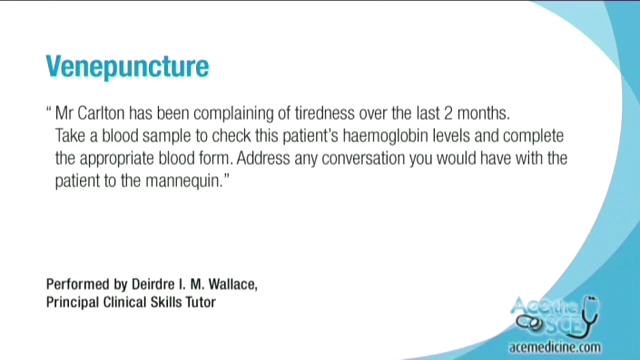 Venepuncture
“ Mr Carlton has been complaining of tiredness over the last 2 months.
Take a blood sample to check this patient’s haemoglobin levels and complete
the appropriate blood form. Address any conversation you would have with the
patient to the mannequin.”
Performed by Deirdre I. M. Wallace,
Principal Clinical Skills Tutor
Ace the
OSCE
acemedicine.com